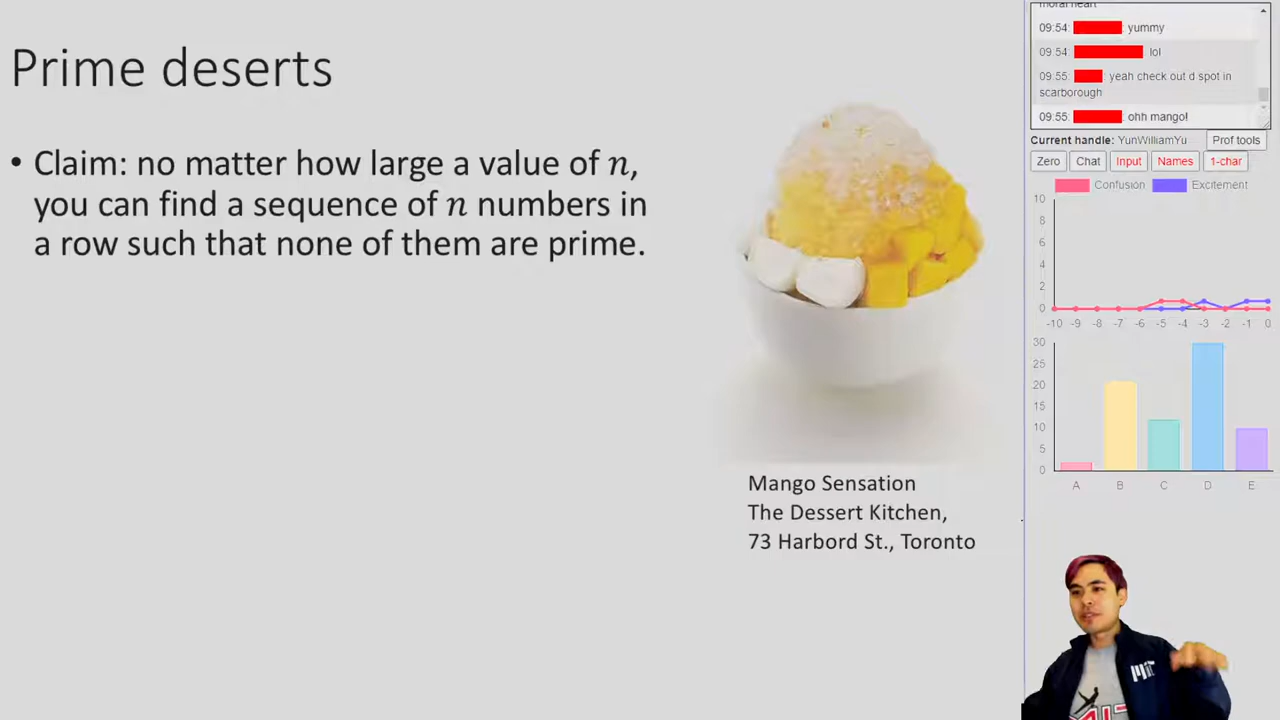 Prime deserts
• Claim: no matter how large a value of n,
you can find a sequence of n numbers in
a row such that none of them are prime.
Mango Sensation
The Dessert Kitchen,
73 Harbord St., Toronto
moral heart
09:54: yummy
09:54: lol
09:55: yeah check out d spot in
scarborough
09:55: ohh mango!
Current handle: YunWilliamYu Prof tools
Zero Chat Input Names 1-char
Confusion Excitement
10
8
6
4
2
0
-10 -9 -8 -7 -6 -5 -4 -3 -2 -1 0
30
25
20
15
10
5
0
A B C D E
MIT